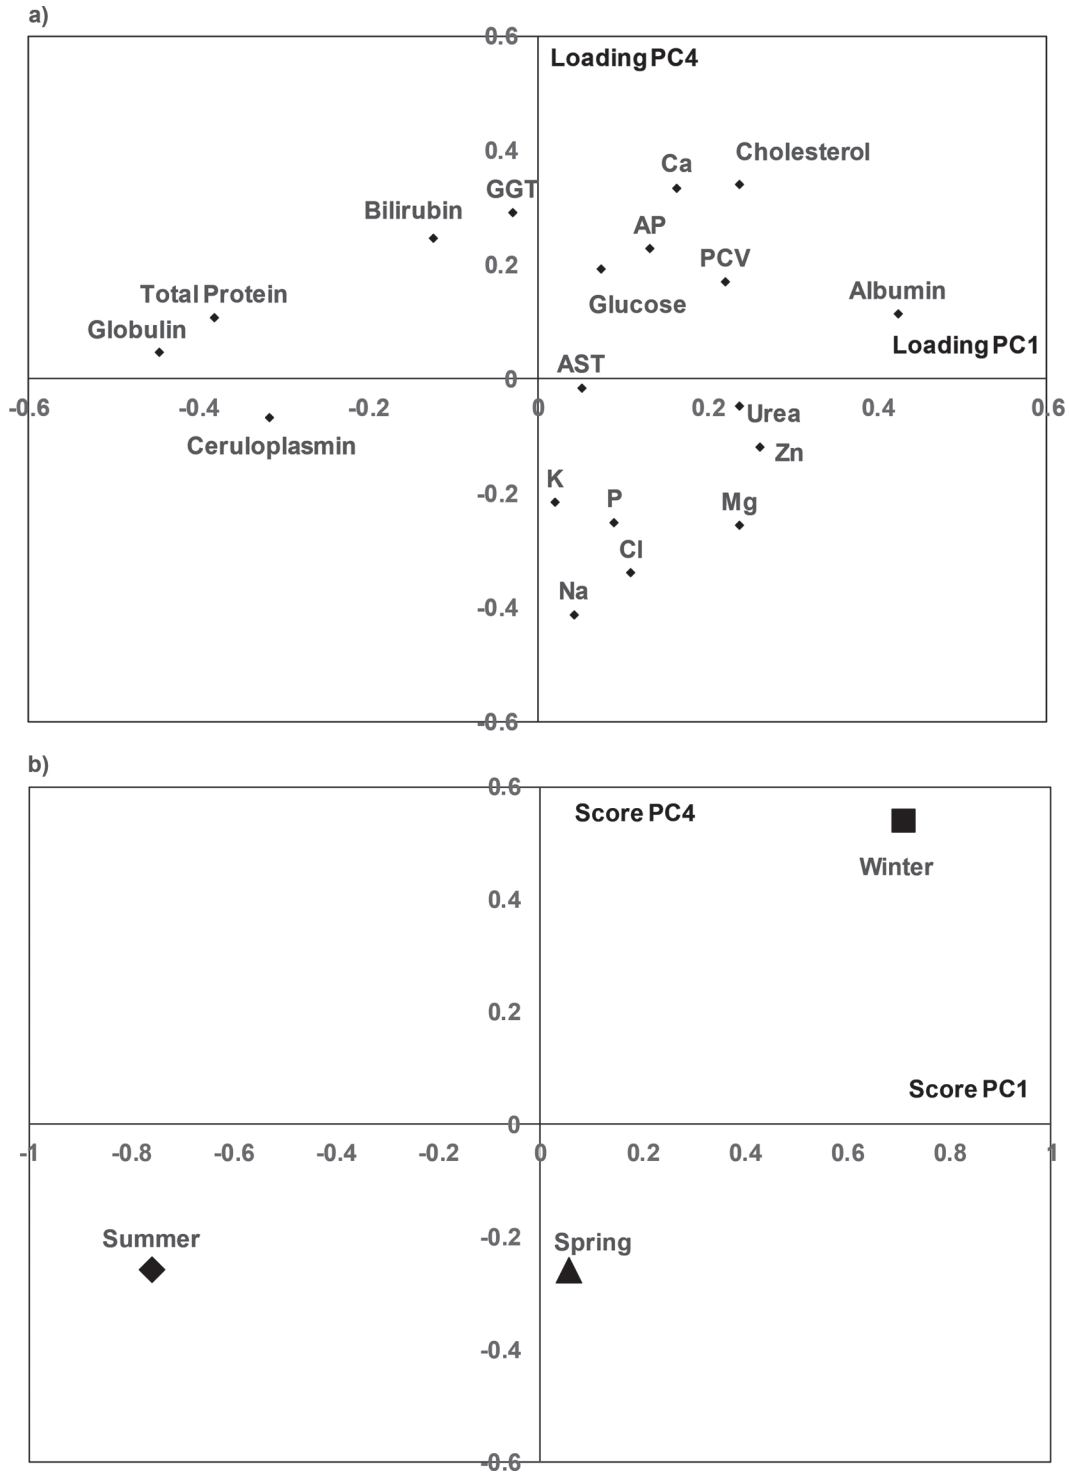 a)
0.6
Loading PC4
0.4
Ca
Cholesterol
GGT
Bilirubin
AP
PCV
0.2
Total Protein
Glucose
Albumin
Globulin
Loading PC1
AST
0
-0.6 -0.4 -0.2 0 0.2 0.4 0.6
Urea
Ceruloplasmin
Zn
K
-0.2
P
Mg
Cl
Na
-0.4
-0.6
b)
0.6
Score PC4
Winter
0.4
0.2
Score PC1
0
-1 -0.8 -0.6 -0.4 -0.2 0 0.2 0.4 0.6 0.8 1
Summer
-0.2
Spring
-0.4
-0.6